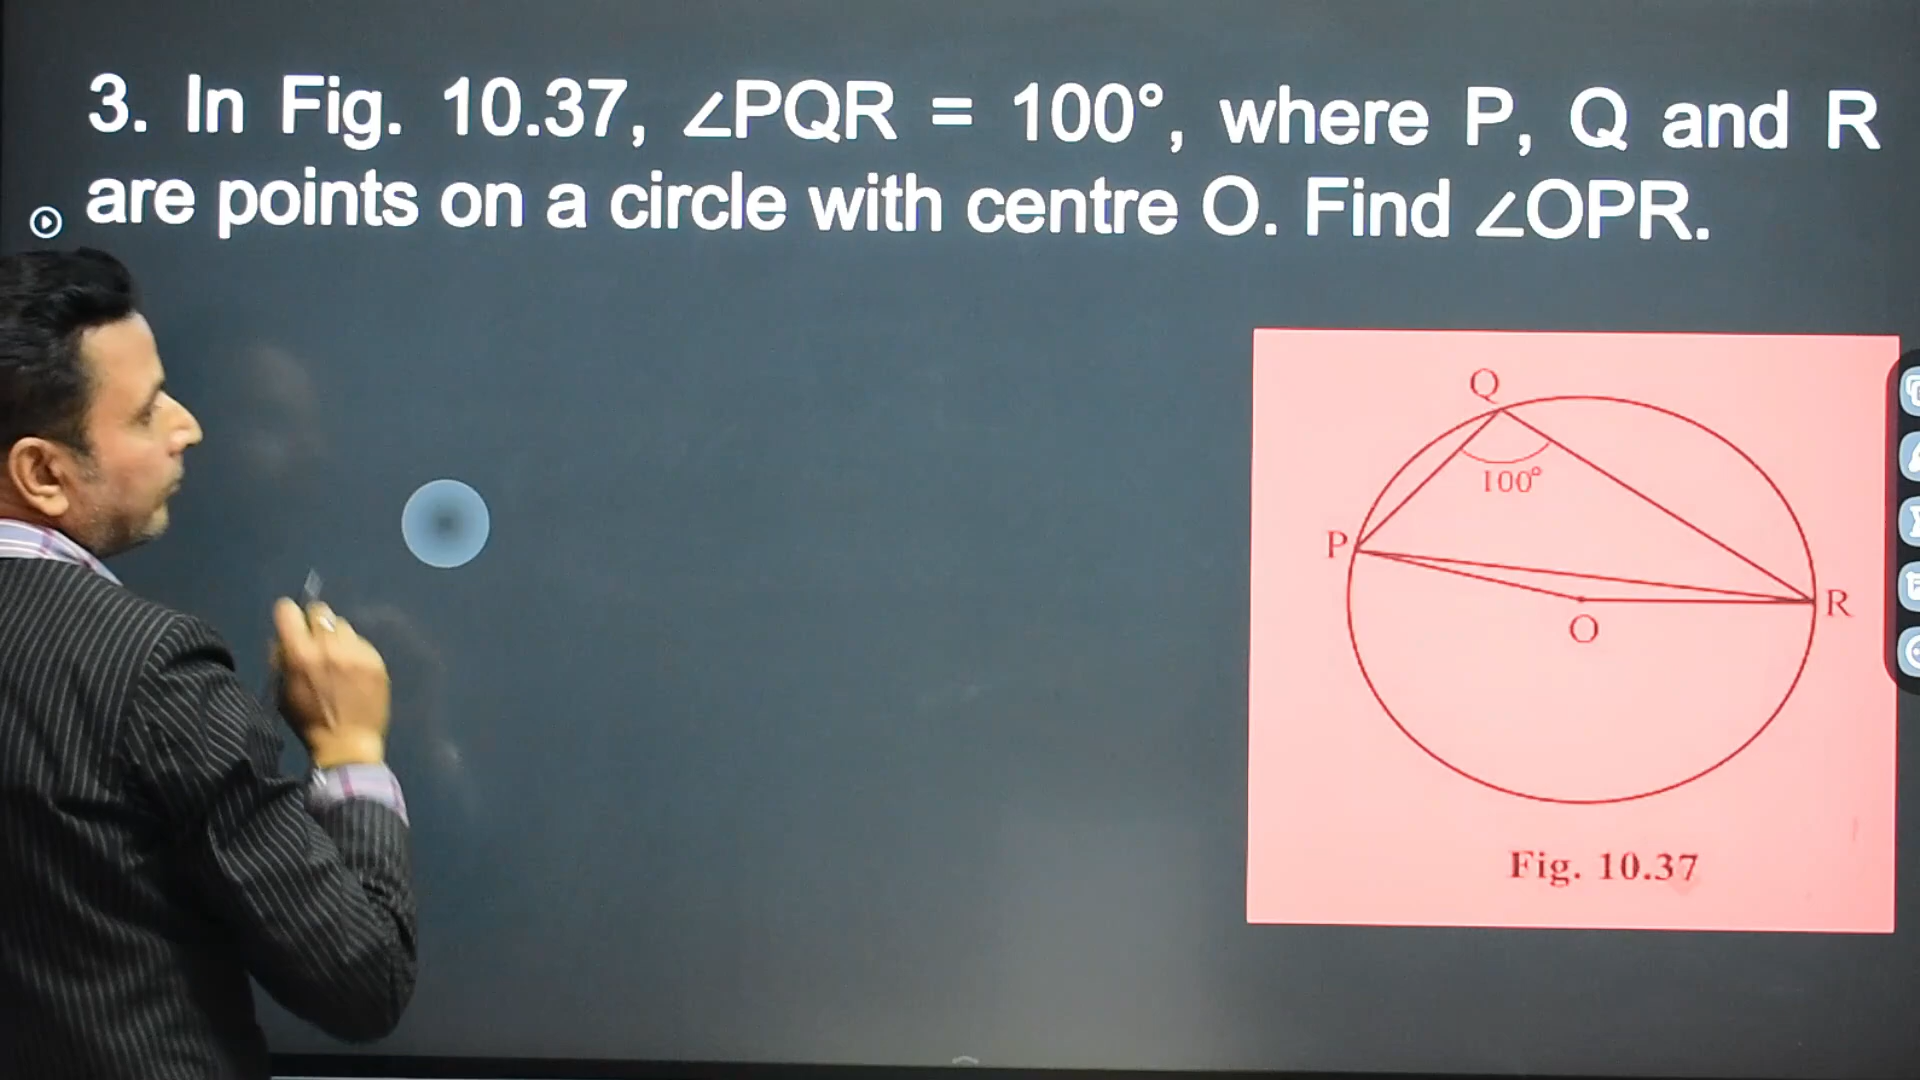 3. In Fig. 10.37, ∠PQR = 100°, where P, Q and R
are points on a circle with centre O. Find ∠OPR.
Q
100°
P
R
O
Fig. 10.37